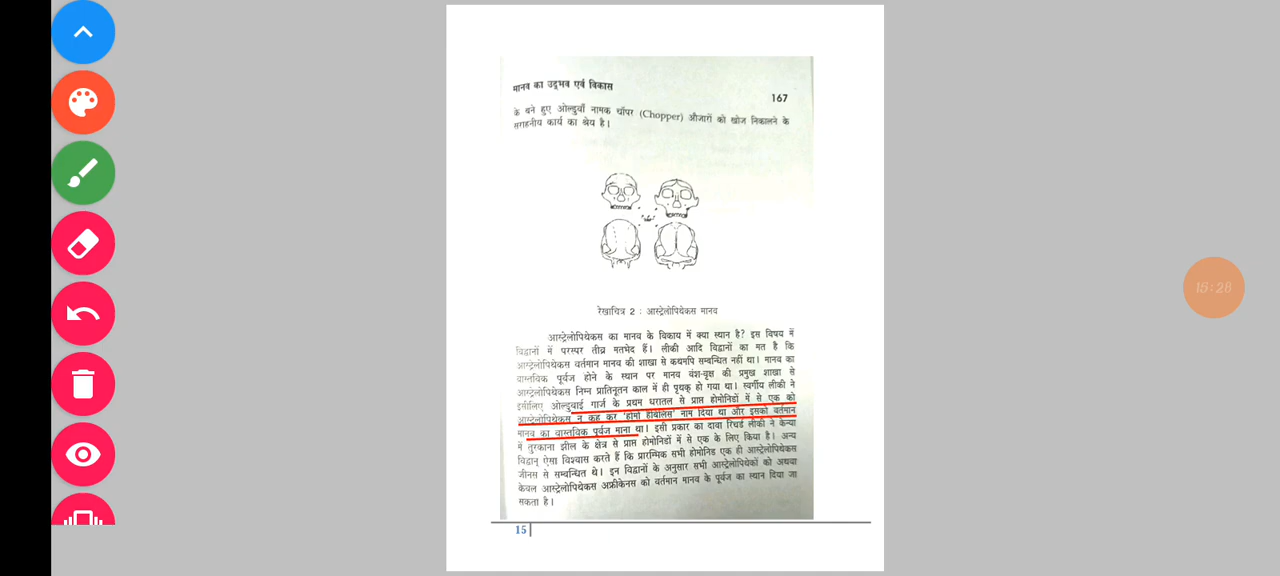 मानव का उद्‌भव एवं विकास
167
के बने हुए ओल्डुवाँ नामक चॉपर (Chopper) औजारों को खोज निकालने के
सराहनीय कार्य का श्रेय है।
रेखाचित्र 2 : आस्ट्रेलोपिथेकस मानव
आस्ट्रेलोपिथेकस का मानव के विकाय में क्या स्थान है? इस विषय में
विद्वानों में परस्पर तीव्र मतभेद हैं। लीकी आदि विद्वानों का मत है कि
आस्ट्रेलोपिथेकस वर्तमान मानव की शाखा से कथमपि सम्बन्धित नहीं था। मानव का
वास्तविक पूर्वज होने के स्थान पर मानव वंश-वृक्ष की प्रमुख शाखा से
आस्ट्रेलोपिथेकस निम्न प्रातिनूतन काल में ही पृथक् हो गया था। स्वर्गीय लीकी ने
इसीलिए ओल्डुवाई गार्ज के प्रथम धरातल से प्राप्त होमोनिडों में से एक को
आस्ट्रेलोपिथेकस न कह कर 'होमो हैबिलिस' नाम दिया था और इसको वर्तमान
मानव का वास्तविक पूर्वज माना था। इसी प्रकार का दावा रिचर्ड लीकी ने केन्या
में तुरकाना झील के क्षेत्र से प्राप्त होमोनिडों में से एक के लिए किया है। अन्य
विद्वान् ऐसा विश्वास करते हैं कि प्रारम्भिक सभी होमोनिड एक ही आस्ट्रेलोपिथेकस
जीनस से सम्बन्धित थे। इन विद्वानों के अनुसार सभी आस्ट्रेलोपिथेकों को अथवा
केवल आस्ट्रेलोपिथेकस अफ्रीकेनस को वर्तमान मानव के पूर्वज का स्थान दिया जा
सकता है।
15
15:28